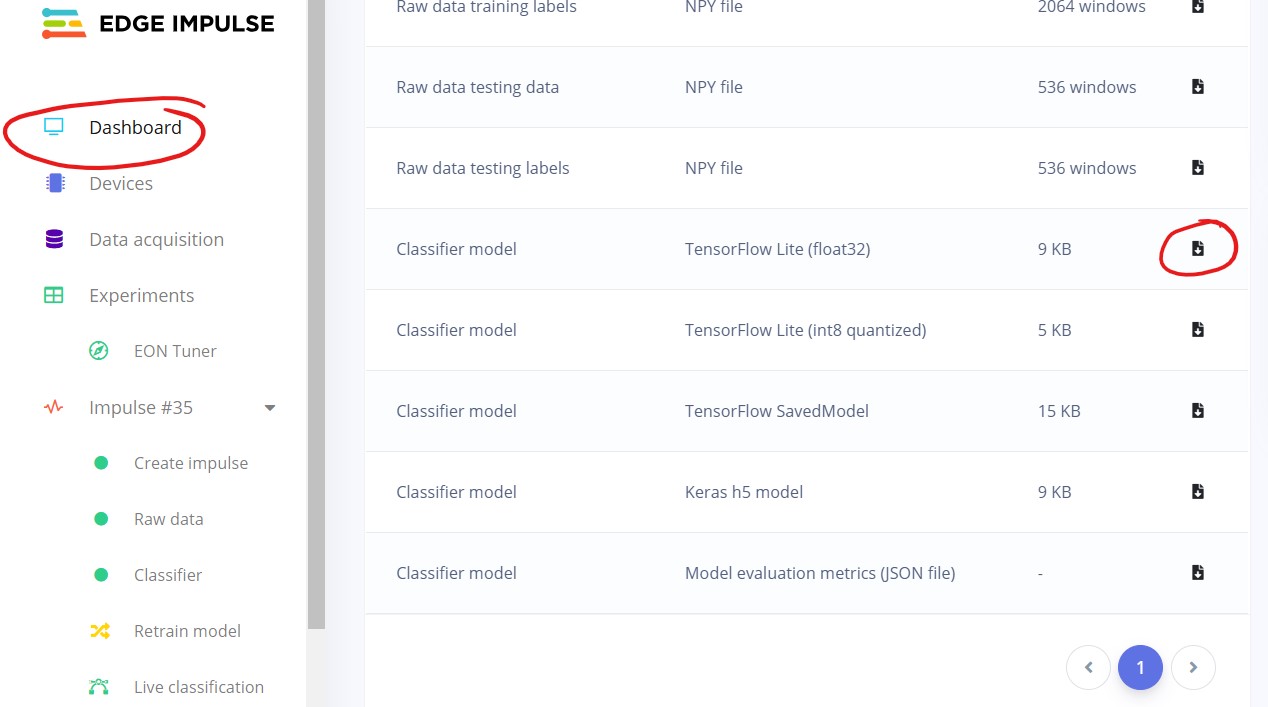 EDGE IMPULSE
Dashboard
Devices
Data acquisition
Experiments
EON Tuner
Impulse #35
Create impulse
Raw data
Classifier
Retrain model
Live classification
Raw data training labels NPY file 2064 windows
Raw data testing data NPY file 536 windows
Raw data testing labels NPY file 536 windows
Classifier model TensorFlow Lite (float32) 9 KB
Classifier model TensorFlow Lite (int8 quantized) 5 KB
Classifier model TensorFlow SavedModel 15 KB
Classifier model Keras h5 model 9 KB
Classifier model Model evaluation metrics (JSON file) -
1